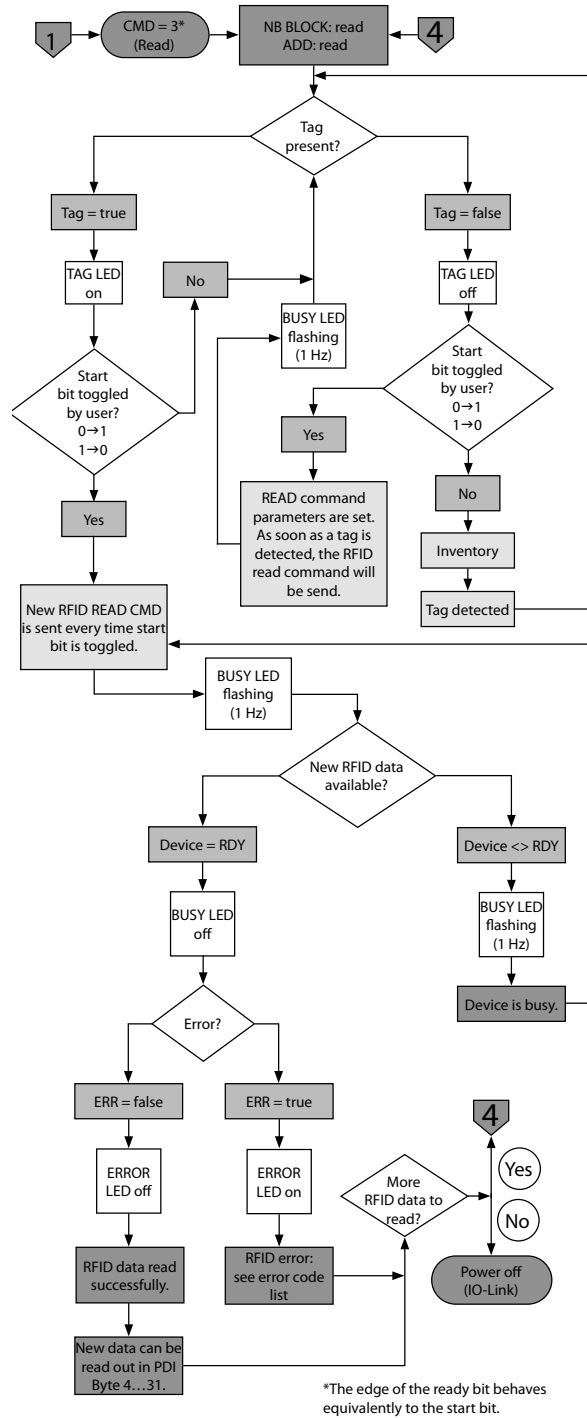 1
CMD = 3*
(Read)
NB BLOCK: read
ADD: read
4
Tag
present?
Tag = true
Tag = false
TAG LED
on
No
BUSY LED
flashing
(1 Hz)
TAG LED
off
Start
bit toggled
by user?
0→1
1→0
Start
bit toggled
by user?
0→1
1→0
Yes
Yes
No
READ command
parameters are set.
As soon as a tag is
detected, the RFID
read command will
be send.
Inventory
Tag detected
New RFID READ CMD
is sent every time start
bit is toggled.
BUSY LED
flashing
(1 Hz)
New RFID data
available?
Device = RDY
Device <> RDY
BUSY LED
off
BUSY LED
flashing
(1 Hz)
Device is busy.
Error?
ERR = false
ERR = true
4
ERROR
LED off
ERROR
LED on
More
RFID data to
read?
Yes
No
RFID data read
successfully.
RFID error:
see error code
list
Power off
(IO-Link)
New data can be
read out in PDI
Byte 4…31.
*The edge of the ready bit behaves
equivalently to the start bit.